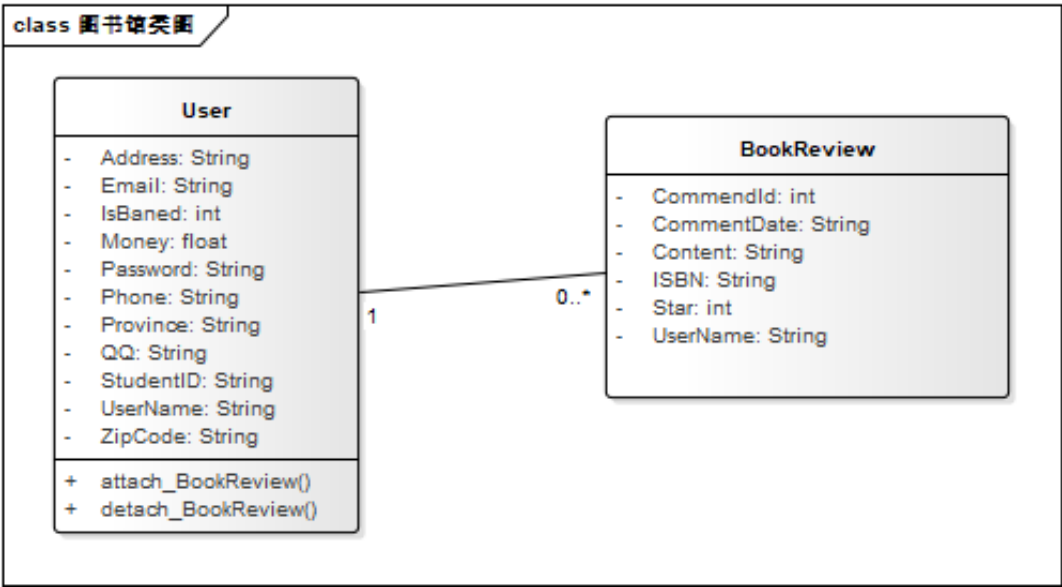 class 图书馆类图
User
- Address: String
- Email: String
- IsBaned: int
- Money: float
- Password: String
- Phone: String
- Province: String
- QQ: String
- StudentID: String
- UserName: String
- ZipCode: String
+ attach_BookReview()
+ detach_BookReview()
1
0..*
BookReview
- CommendId: int
- CommentDate: String
- Content: String
- ISBN: String
- Star: int
- UserName: String